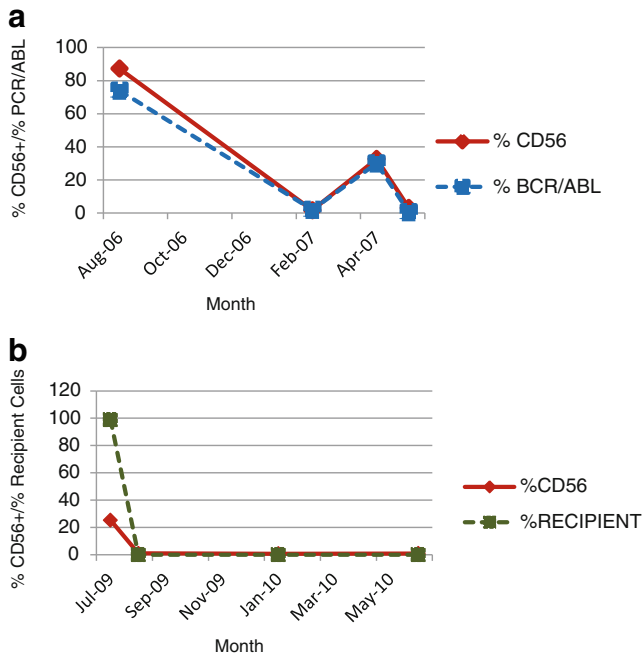 a
% CD56+/% PCR/ABL
100
80
60
40
20
0
Aug-06
Oct-06
Dec-06
Feb-07
Apr-07
Month
% CD56
% BCR/ABL
b
% CD56+/% Recipient Cells
120
100
80
60
40
20
0
Jul-09
Sep-09
Nov-09
Jan-10
Mar-10
May-10
Month
%CD56
%RECIPIENT